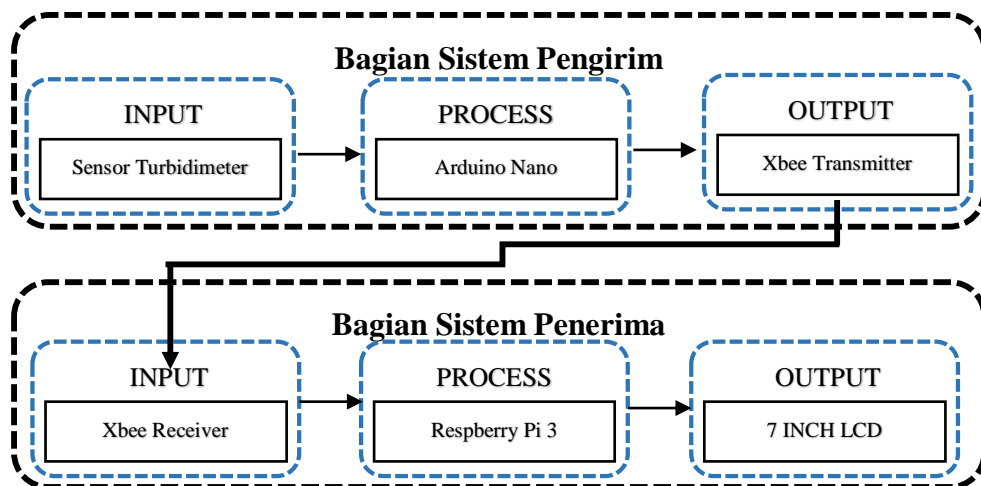 Bagian Sistem Pengirim
INPUT
Sensor Turbidimeter
PROCESS
Arduino Nano
OUTPUT
Xbee Transmitter
Bagian Sistem Penerima
INPUT
Xbee Receiver
PROCESS
Respberry Pi 3
OUTPUT
7 INCH LCD